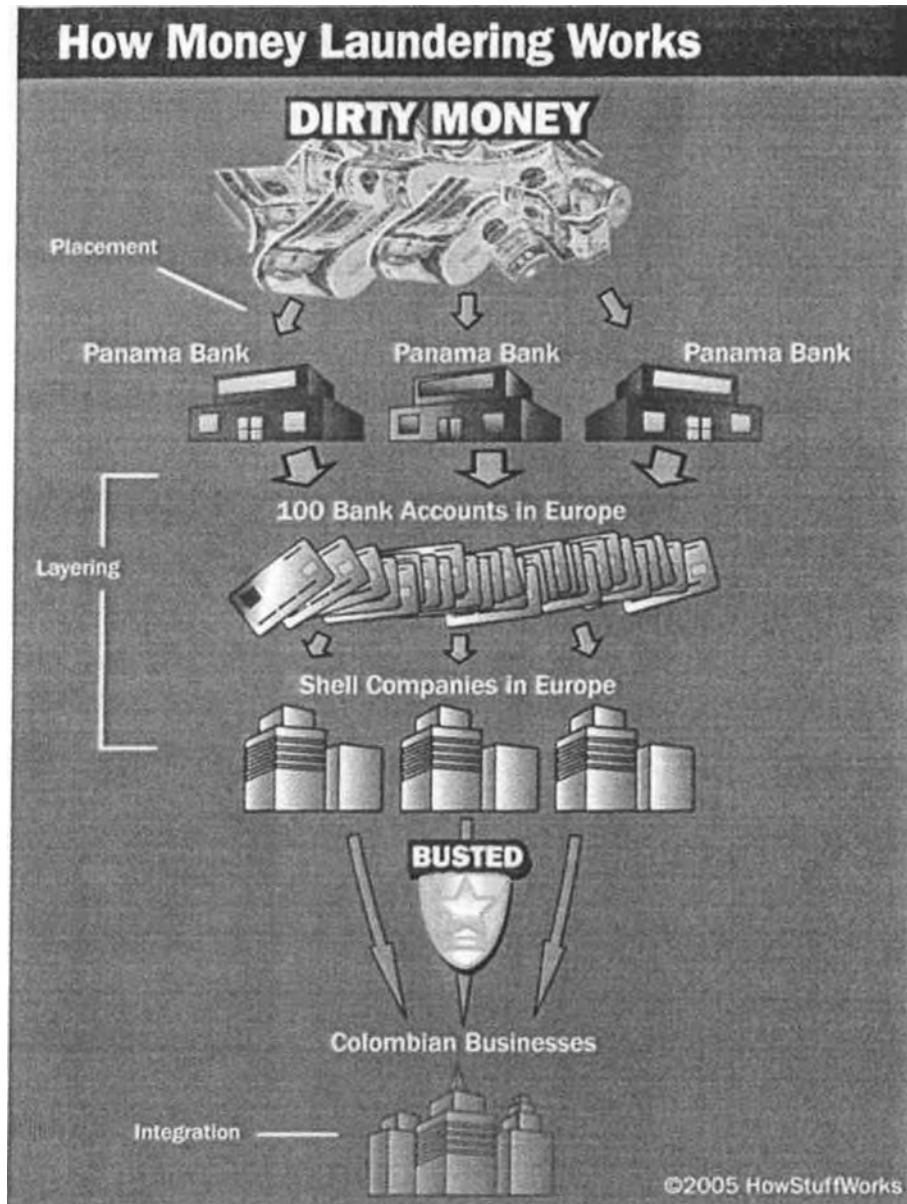 How Money Laundering Works
DIRTY MONEY
Placement
Panama Bank
Panama Bank
Panama Bank
100 Bank Accounts in Europe
Layering
Shell Companies in Europe
BUSTED
Colombian Businesses
Integration
©2005 HowStuffWorks